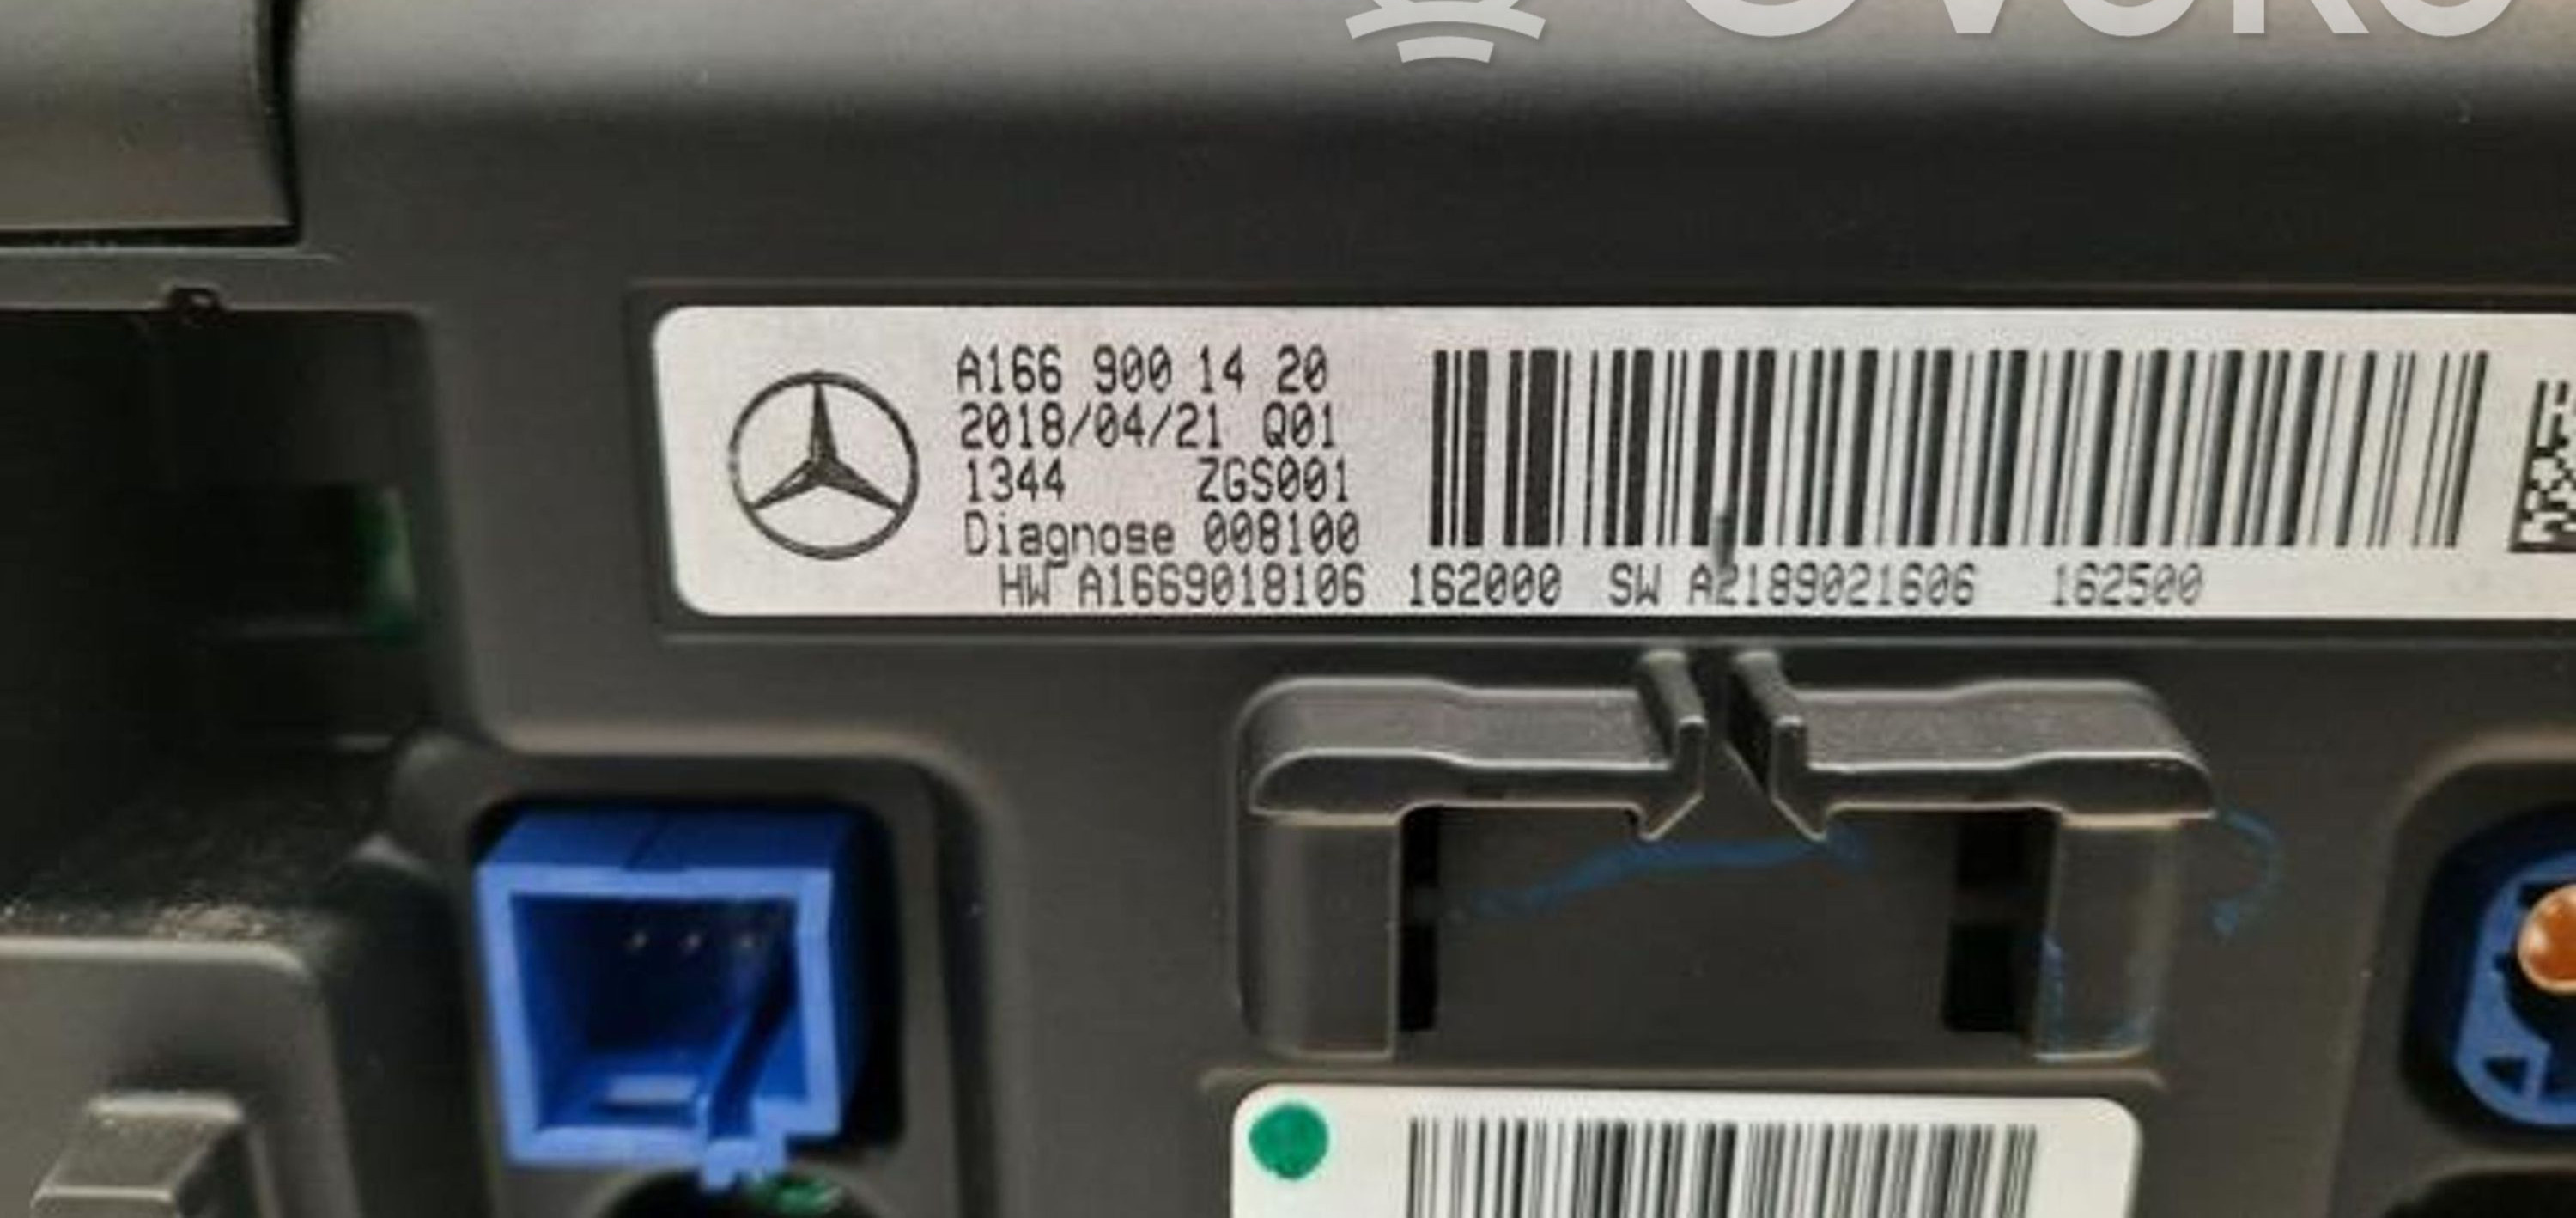 A166 900 14 20
2018/04/21 Q01
1344 ZGS001
Diagnose 008100
HW A1669018106 162000 SW A2189021606 162500